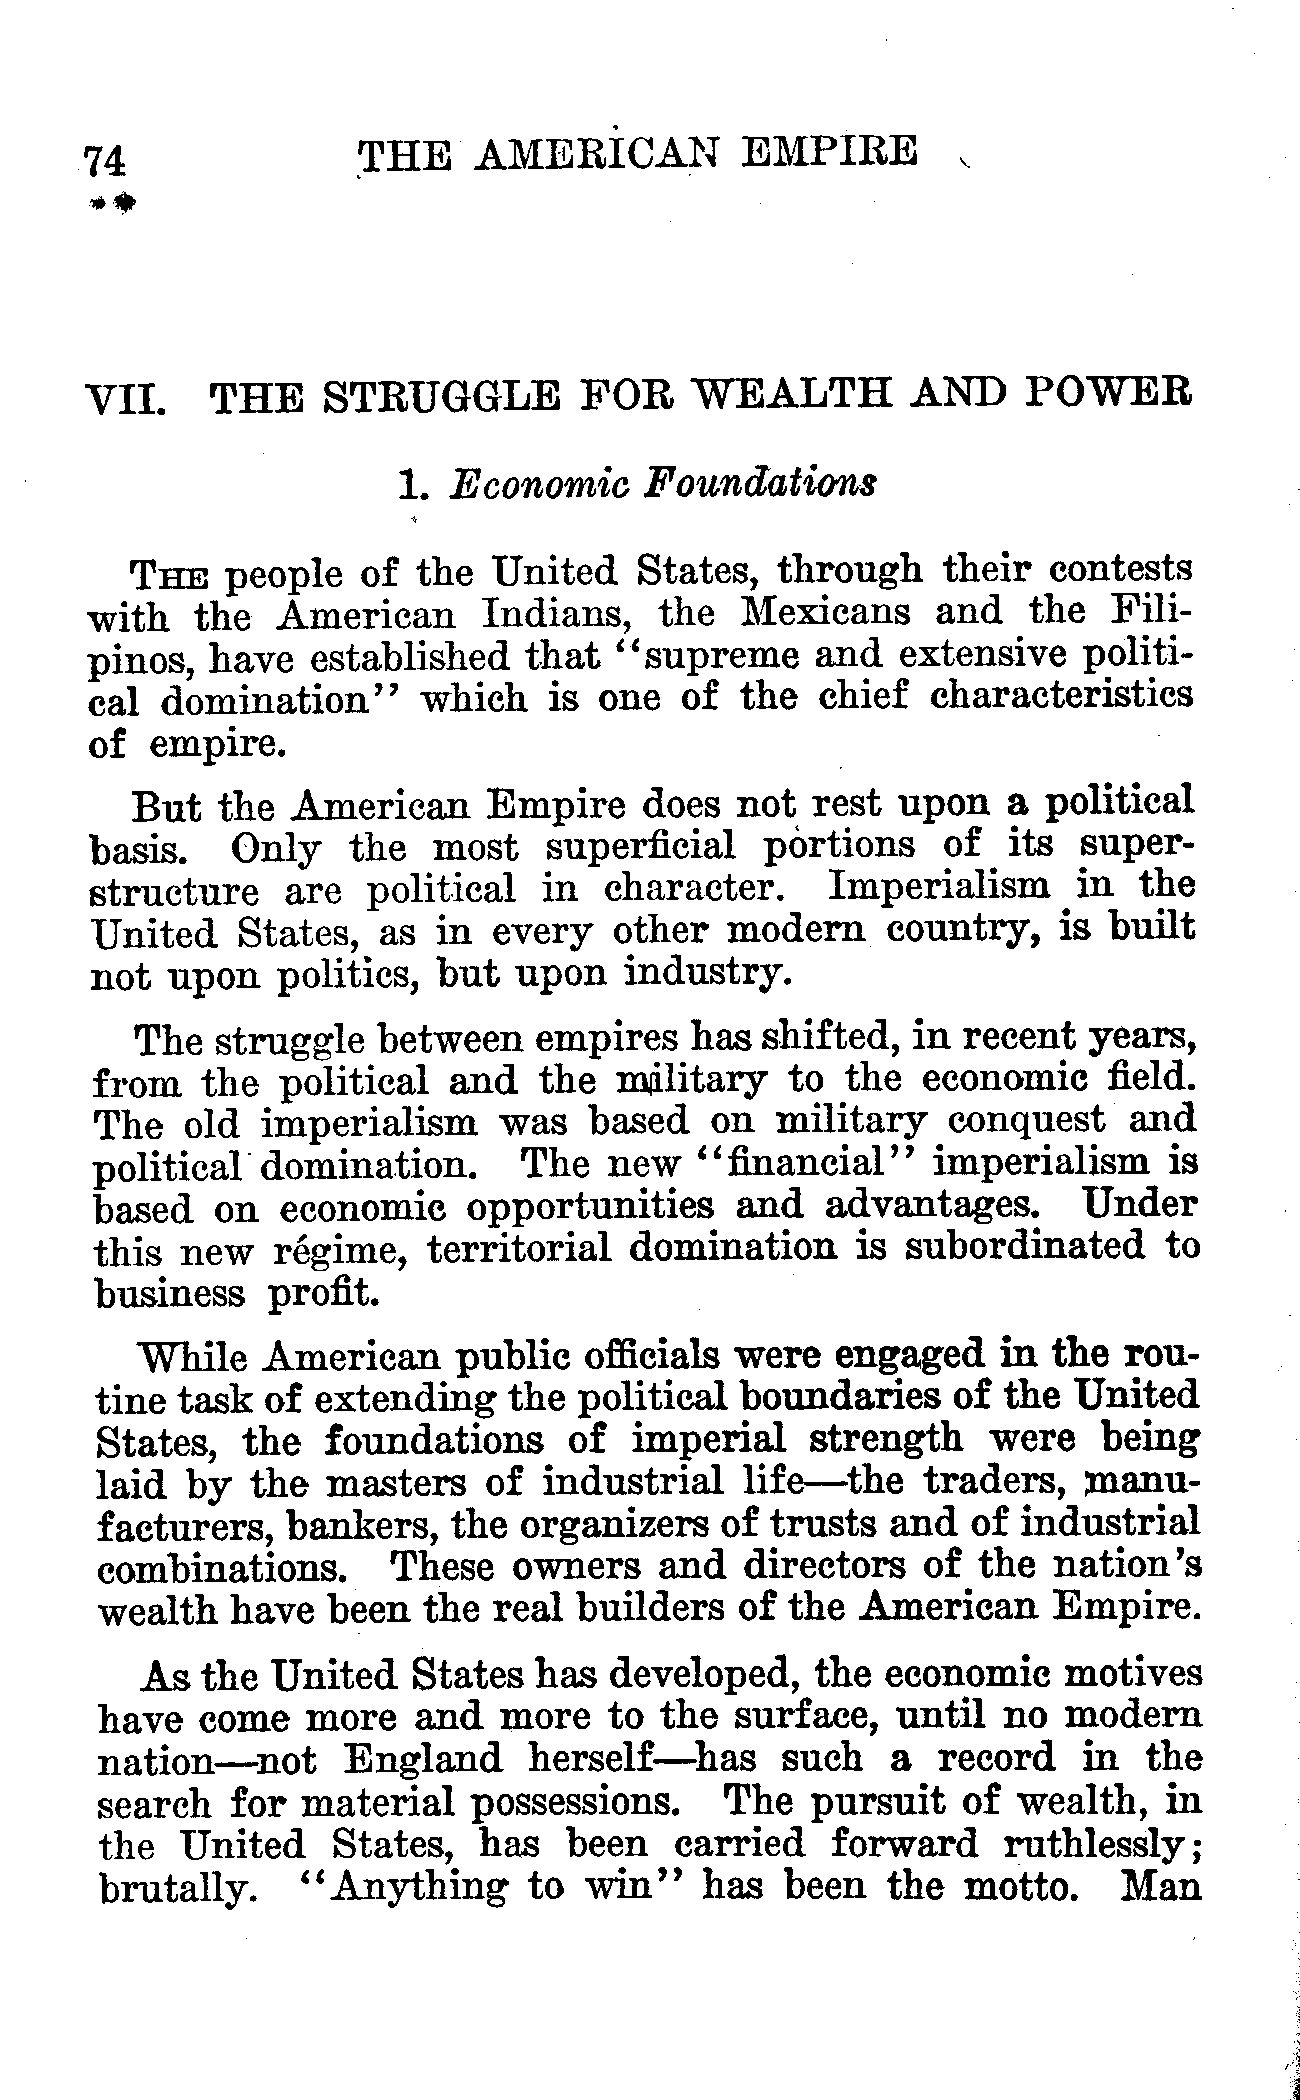 74 THE AMERICAN EMPIRE
VII. THE STRUGGLE FOR WEALTH AND POWER
1. Economic Foundations
THE people of the United States, through their contests
with the American Indians, the Mexicans and the Fili-
pinos, have established that "supreme and extensive politi-
cal domination" which is one of the chief characteristics
of empire.
But the American Empire does not rest upon a political
basis. Only the most superficial portions of its super-
structure are political in character. Imperialism in the
United States, as in every other modern country, is built
not upon politics, but upon industry.
The struggle between empires has shifted, in recent years,
from the political and the military to the economic field.
The old imperialism was based on military conquest and
political domination. The new "financial" imperialism is
based on economic opportunities and advantages. Under
this new régime, territorial domination is subordinated to
business profit.
While American public officials were engaged in the rou-
tine task of extending the political boundaries of the United
States, the foundations of imperial strength were being
laid by the masters of industrial life—the traders, manu-
facturers, bankers, the organizers of trusts and of industrial
combinations. These owners and directors of the nation's
wealth have been the real builders of the American Empire.
As the United States has developed, the economic motives
have come more and more to the surface, until no modern
nation—not England herself—has such a record in the
search for material possessions. The pursuit of wealth, in
the United States, has been carried forward ruthlessly;
brutally. "Anything to win" has been the motto. Man